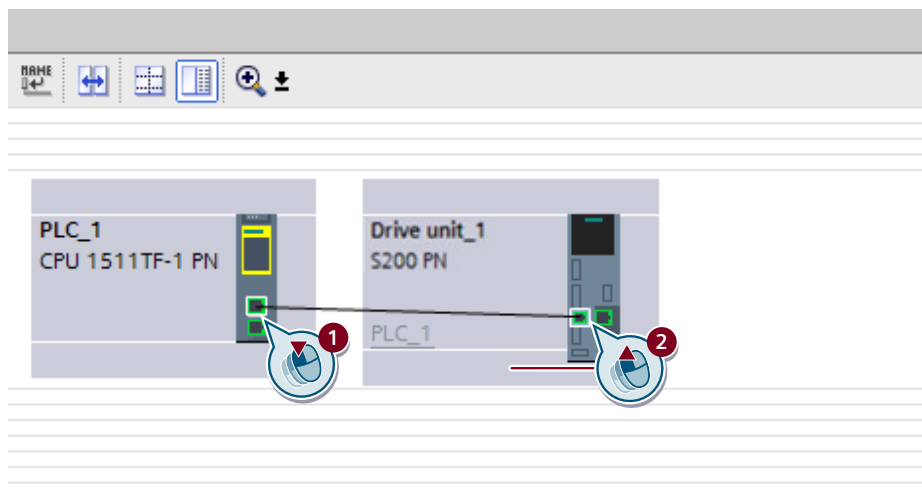 NAME
PLC_1
CPU 1511TF-1 PN
Drive unit_1
S200 PN
PLC_1
1
2